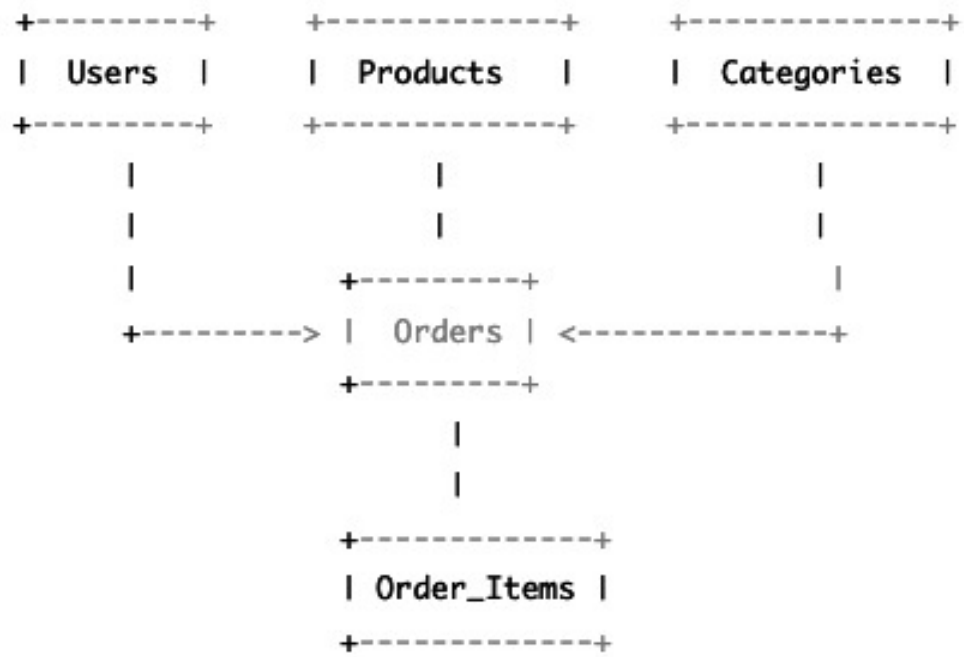 +----------+     +--------------+     +---------------+
|  Users  |     |  Products   |     |  Categories  |
+----------+     +--------------+     +---------------+
      |                |                    |
      |                |                    |
      |           +----------+               |
      +---------> |  Orders | <--------------+
                  +----------+
                        |
                        |
                  +-------------+
                  | Order_Items |
                  +-------------+